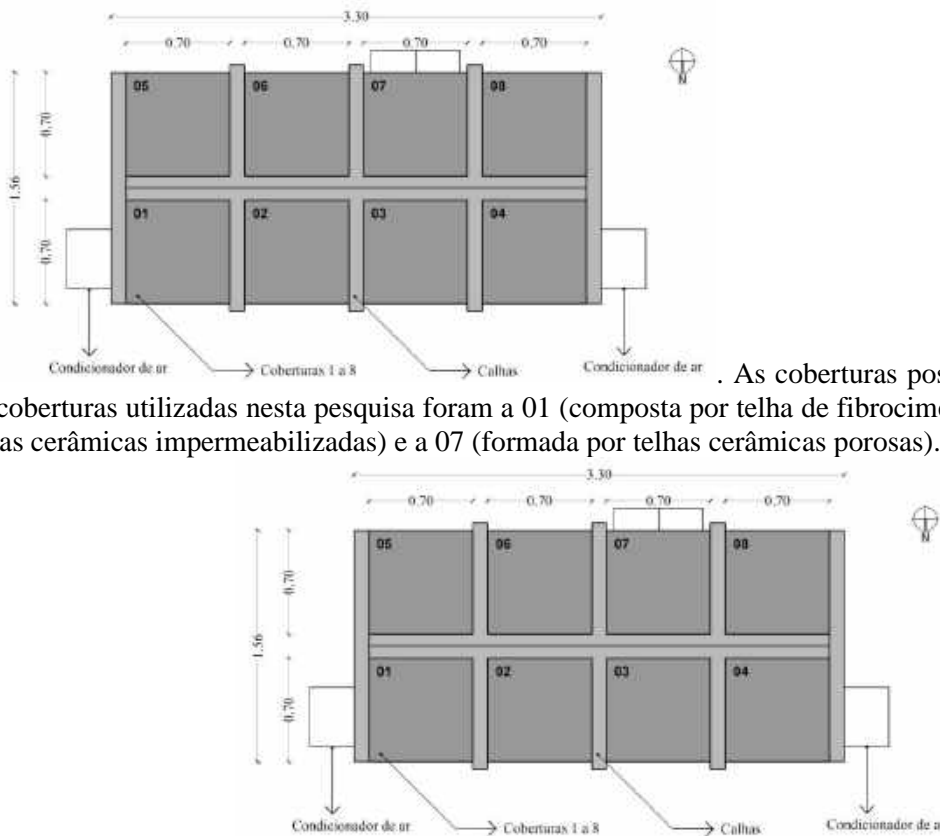 3.30
0.70 0.70 0.70 0.70
N
05 06 07 08
0,70
1.56
01 02 03 04
0,70
Condicionador de ar Coberturas 1 a 8 Calhas Condicionador de ar . As coberturas pos
coberturas utilizadas nesta pesquisa foram a 01 (composta por telha de fibrocime
as cerâmicas impermeabilizadas) e a 07 (formada por telhas cerâmicas porosas).
3.30
0.70 0.70 0.70 0.70
N
05 06 07 08
0,70
1.56
01 02 03 04
0,70
Condicionador de ar Coberturas 1 a 8 Calhas Condicionador de a